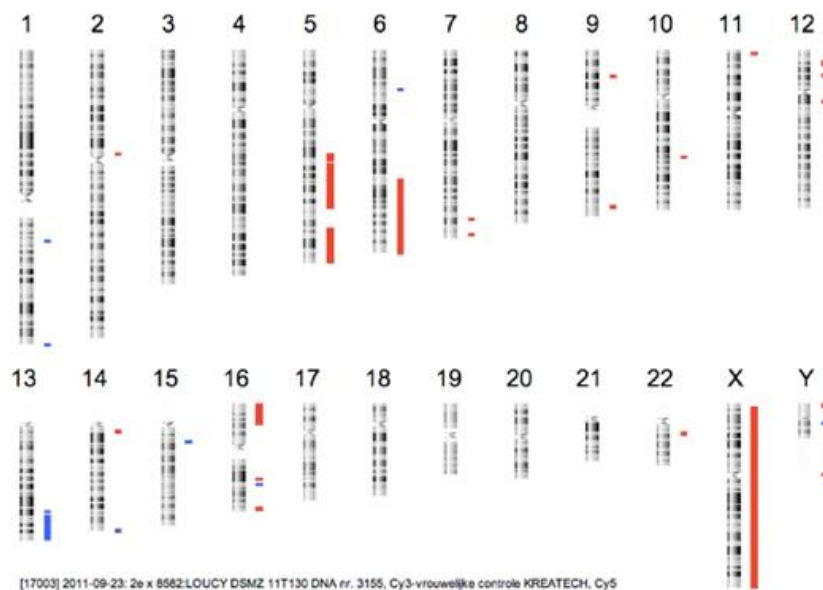 1 2 3 4 5 6 7 8 9 10 11 12
13 14 15 16 17 18 19 20 21 22 X Y
[17003] 2011-09-23: 2e x 8582:LOUCY DSMZ 11T130 DNA nr. 3155, Cy3-vrouwelijke controle KREATECH, Cy5